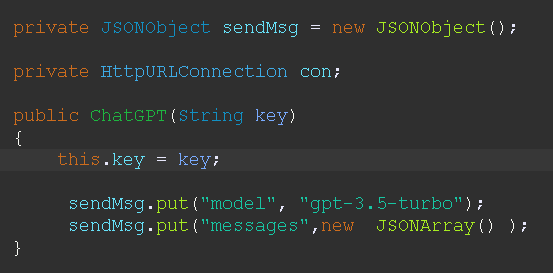 private JSONObject sendMsg = new JSONObject();
private HttpURLConnection con;
public ChatGPT(String key)
{
this.key = key;
sendMsg.put("model", "gpt-3.5-turbo");
sendMsg.put("messages",new  JSONArray() );
}